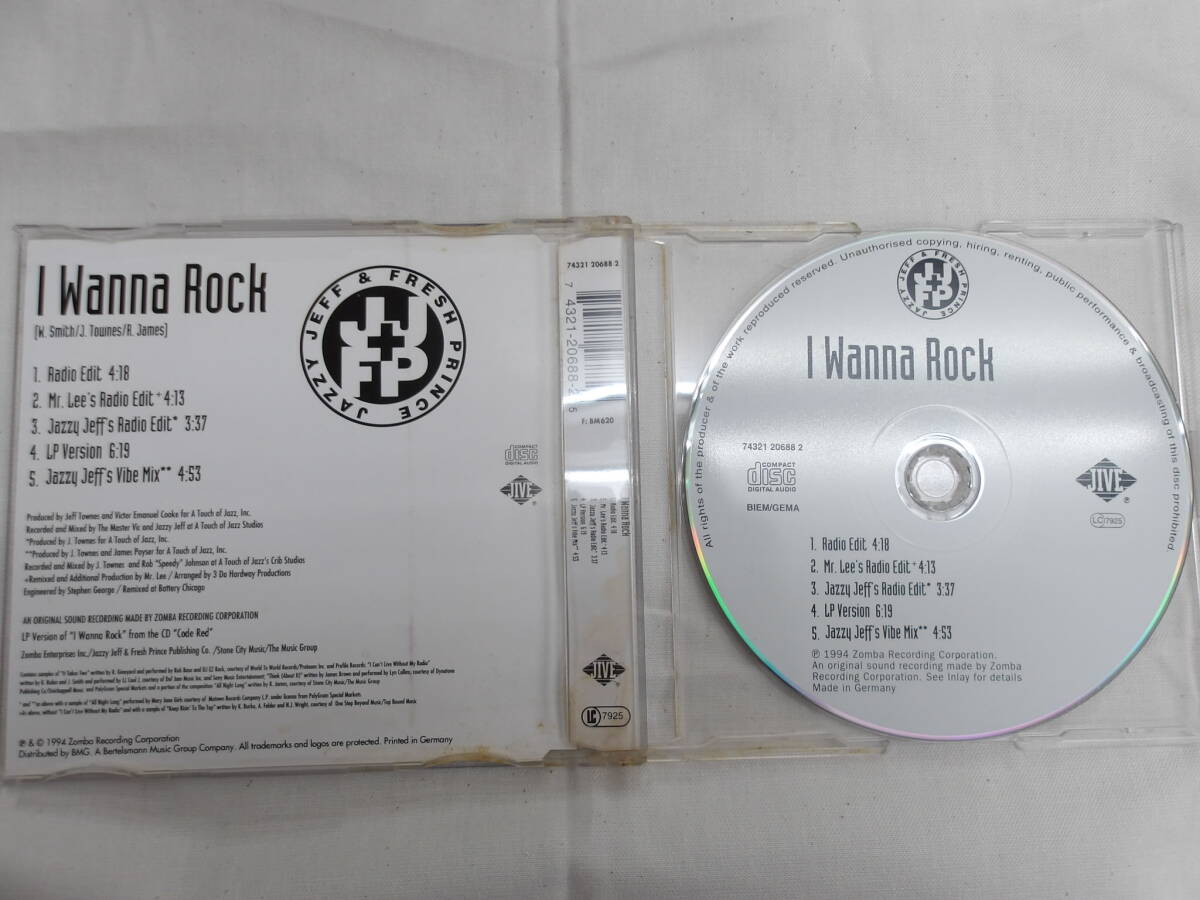 I Wanna Rock
(W. Smith/J. Townes/R. James)
JAZZY JEFF & FRESH PRINCE
JJ+FP
1. Radio Edit 4:18
2. Mr. Lee's Radio Edit+ 4:13
3. Jazzy Jeff's Radio Edit* 3:37
4. LP Version 6:19
5. Jazzy Jeff's Vibe Mix** 4:53
COMPACT
disc
DIGITAL AUDIO
JIVE
Produced by Jeff Townes and Victor Emanuel Cooke for A Touch of Jazz, Inc.
Recorded and Mixed by The Master Vic and Jazzy Jeff at A Touch of Jazz Studios
*Produced by J. Townes for A Touch of Jazz, Inc.
**Produced by J. Townes and James Poyser for A Touch of Jazz, Inc.
Recorded and Mixed by J. Townes and Rob "Speedy" Johnson at A Touch of Jazz's Crib Studios
+Remixed and Additional Production by Mr. Lee / Arranged by 3 Da Hardway Productions
Engineered by Stephen George / Remixed at Battery Chicago
AN ORIGINAL SOUND RECORDING MADE BY ZOMBA RECORDING CORPORATION
LP Version of "I Wanna Rock" from the CD "Code Red"
Zomba Enterprises Inc./Jazzy Jeff & Fresh Prince Publishing Co. /Stone City Music/The Music Group
℗ & © 1994 Zomba Recording Corporation
Distributed by BMG. A Bertelsmann Music Group Company. All trademarks and logos are protected. Printed in Germany
74321 20688 2
F: BM620
I Wanna Rock
JIVE
LC 7925
All rights of the producer & of the work reproduced reserved. Unauthorised copying, hiring, renting, public performance & broadcasting of this disc prohibited.
JAZZY JEFF & FRESH PRINCE
JJ+FP
I Wanna Rock
74321 20688 2
COMPACT
disc
DIGITAL AUDIO
BIEM/GEMA
JIVE
LC 7925
1. Radio Edit 4:18
2. Mr. Lee's Radio Edit+ 4:13
3. Jazzy Jeff's Radio Edit* 3:37
4. LP Version 6:19
5. Jazzy Jeff's Vibe Mix** 4:53
℗ 1994 Zomba Recording Corporation.
An original sound recording made by Zomba
Recording Corporation. See Inlay for details
Made in Germany